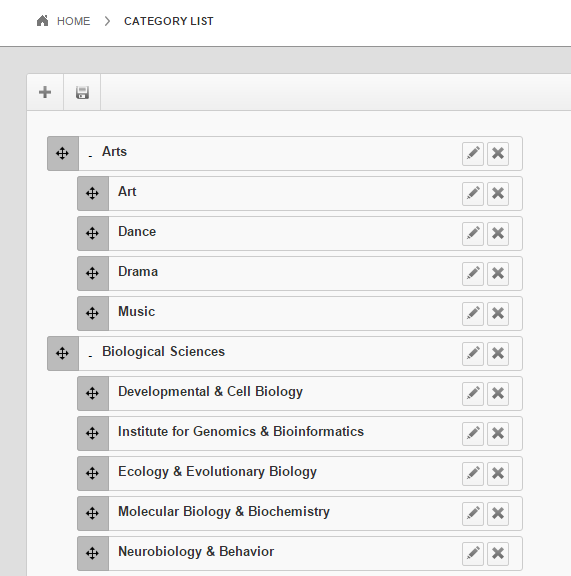 HOME > CATEGORY LIST
- Arts
Art
Dance
Drama
Music
- Biological Sciences
Developmental & Cell Biology
Institute for Genomics & Bioinformatics
Ecology & Evolutionary Biology
Molecular Biology & Biochemistry
Neurobiology & Behavior